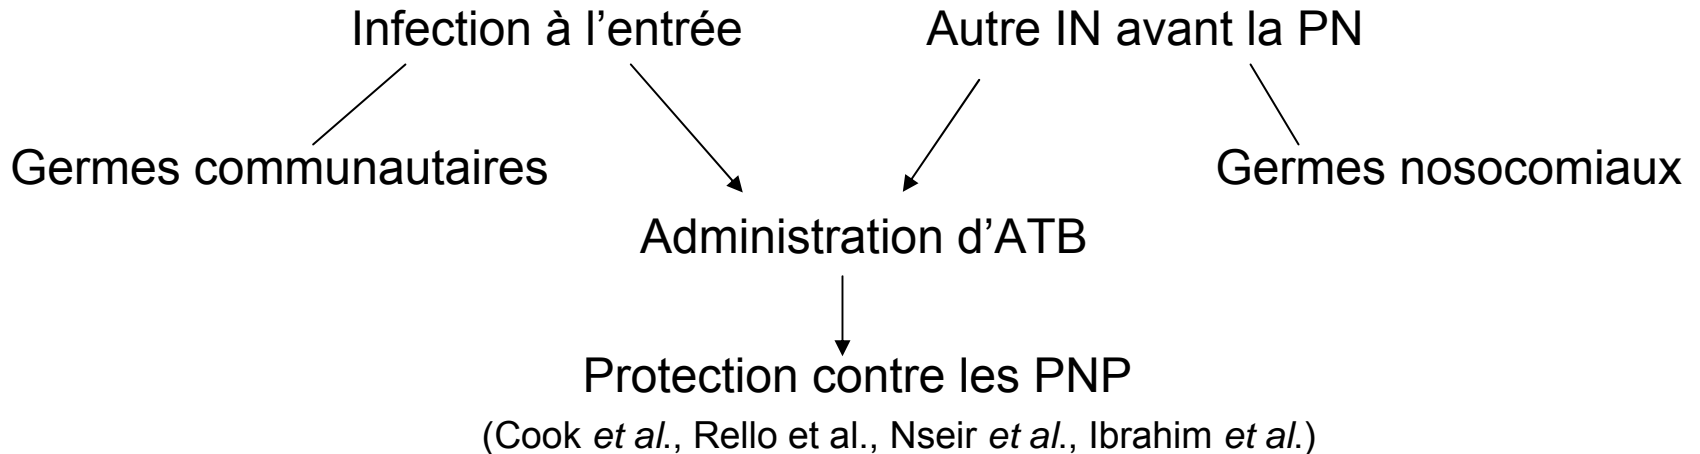 Infection à l’entrée
Autre IN avant la PN
Germes communautaires
Germes nosocomiaux
Administration d’ATB
Protection contre les PNP
(Cook et al., Rello et al., Nseir et al., Ibrahim et al.)